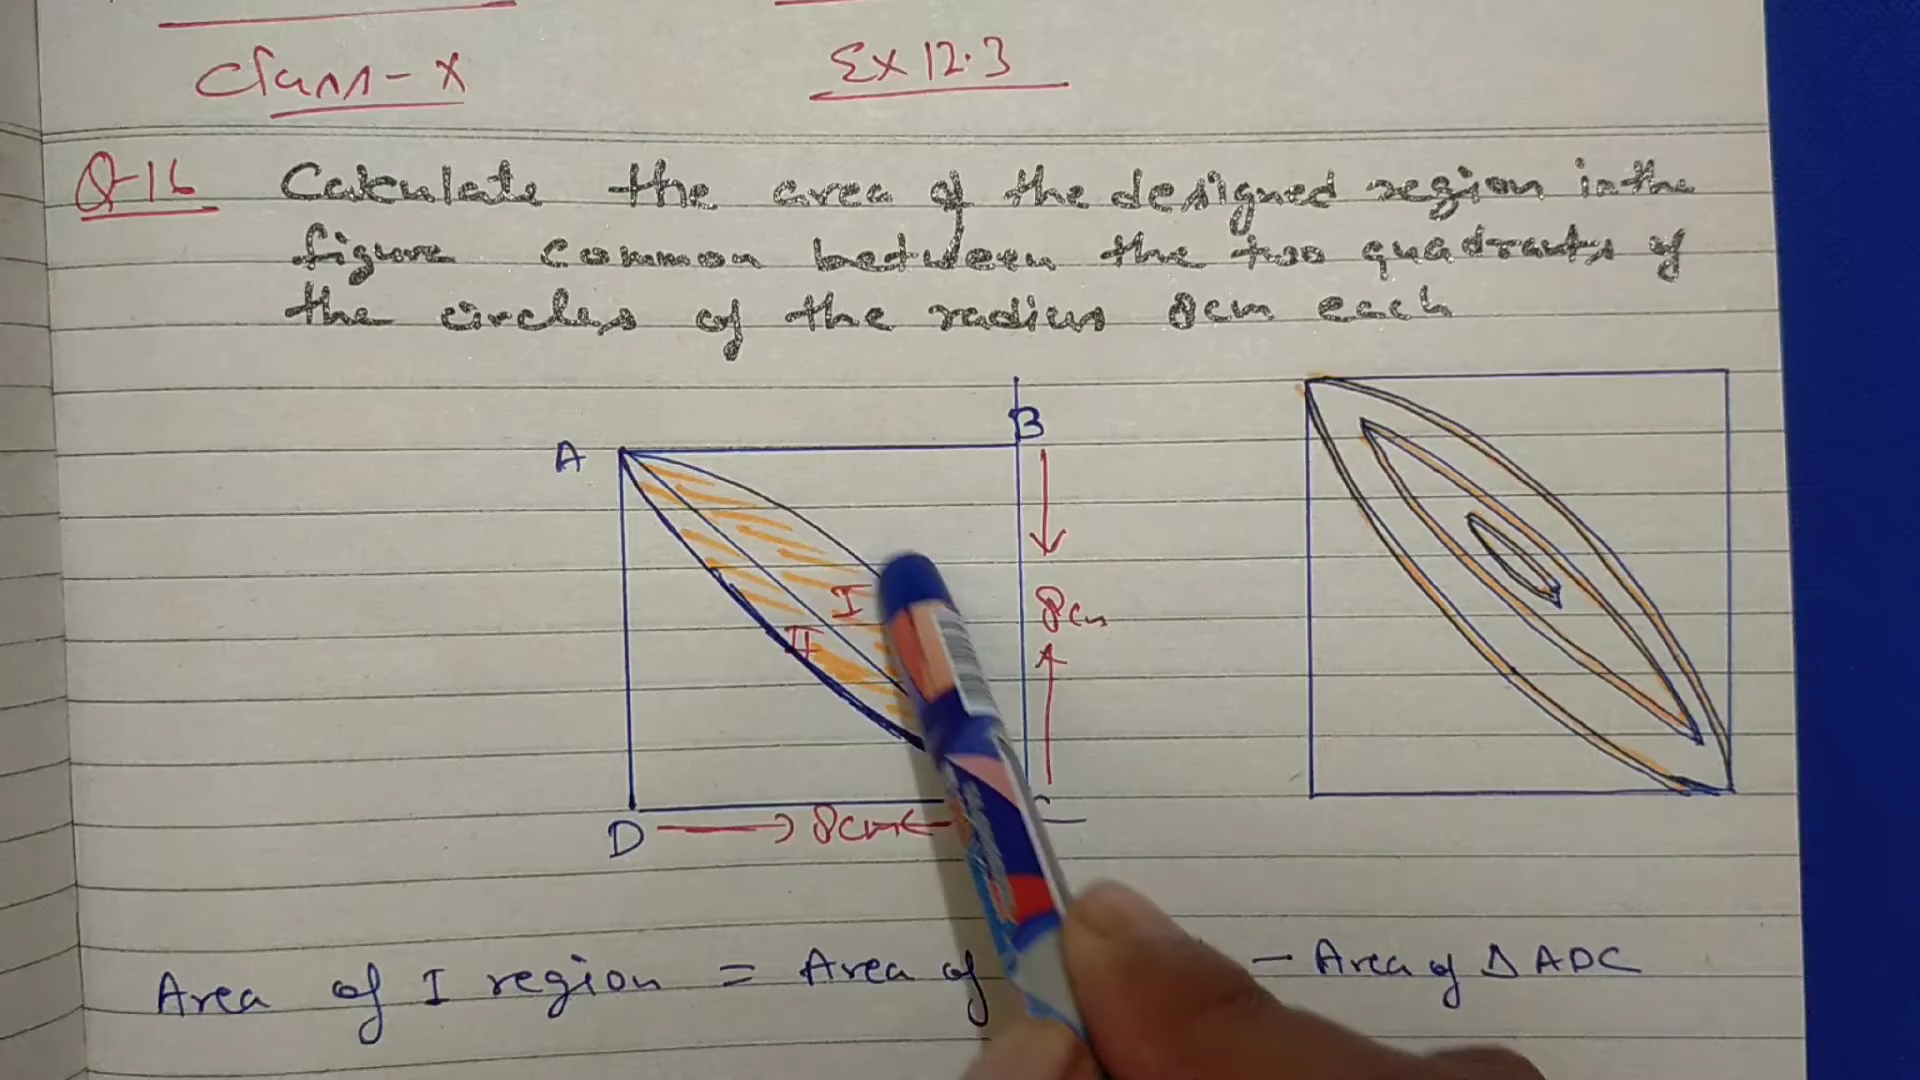 Class-X
Ex 12.3
Q-16 Calculate the area of the designed region in the
figure common between the two quadrants of
the circles of the radius 8cm each
A
B
I
II
8cm
D
8cm
Area of I region = Area of - Area of Δ ADC